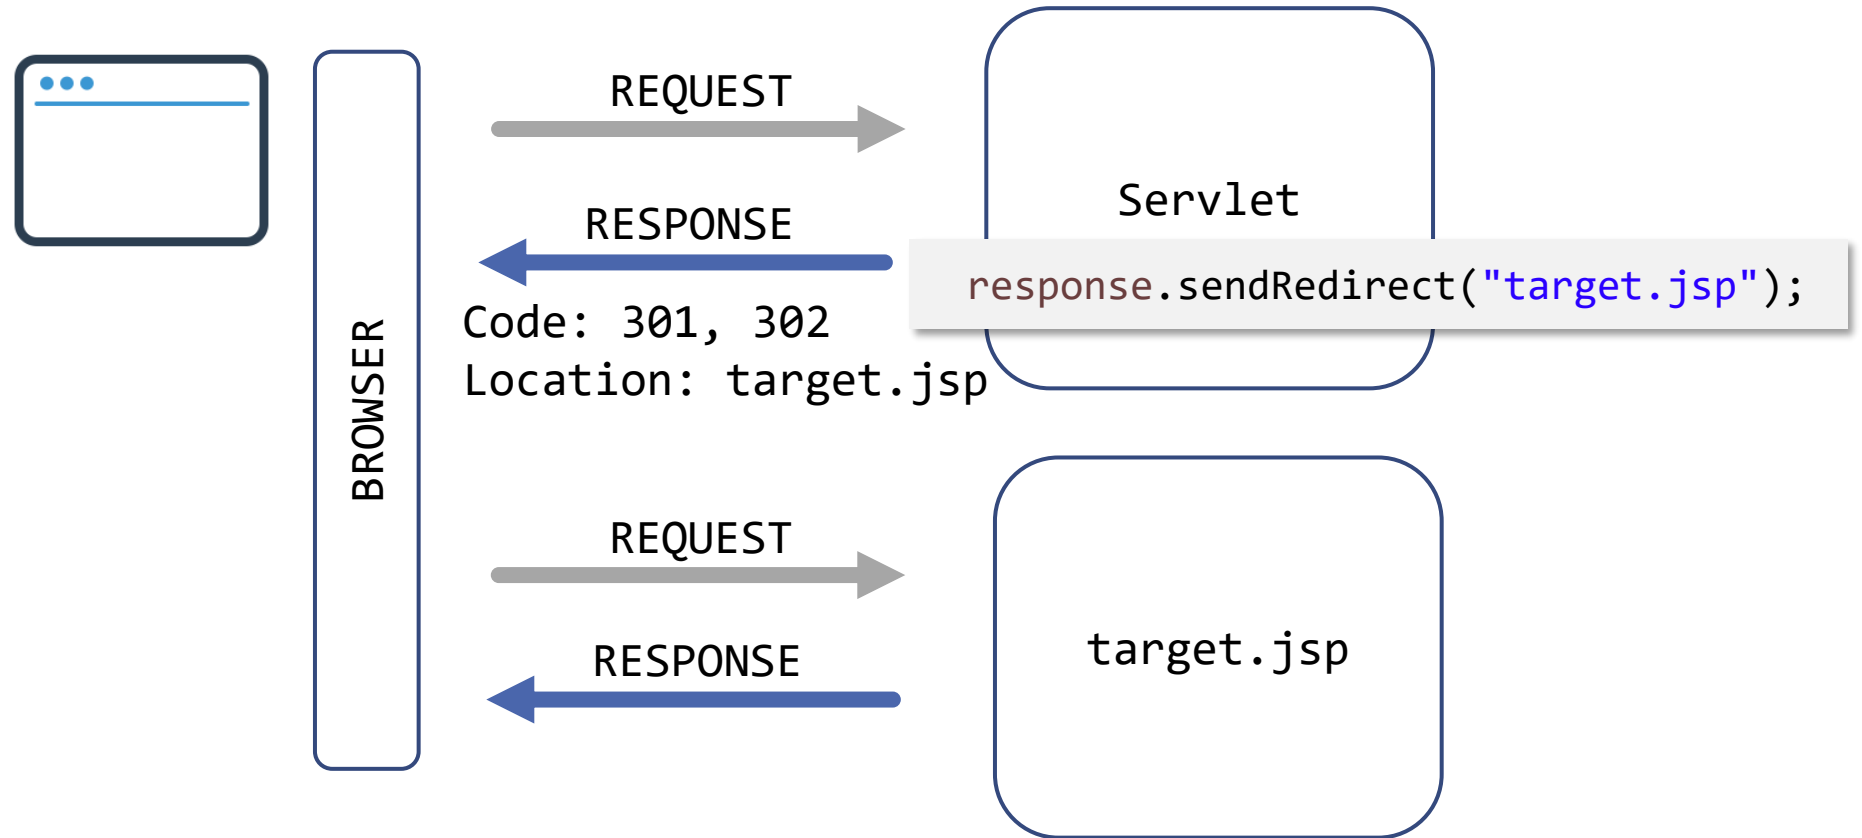 REQUEST
Servlet
RESPONSE
response.sendRedirect("target.jsp");
Code: 301, 302
Location: target.jsp
BROWSER
REQUEST
target.jsp
RESPONSE